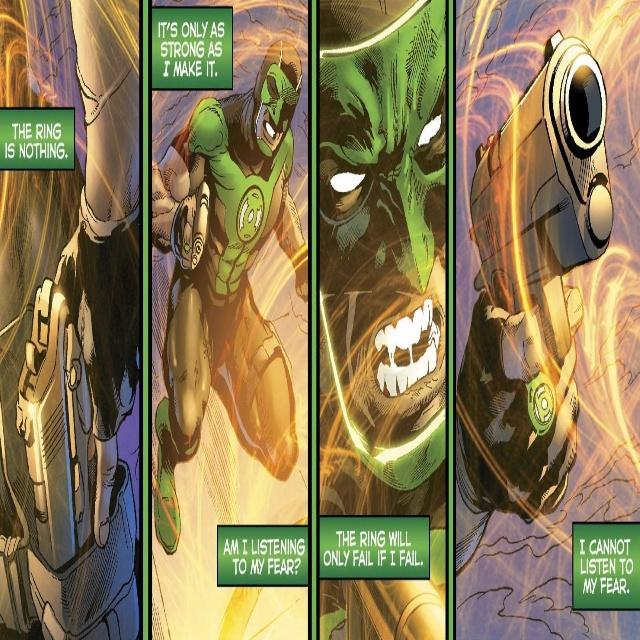 THE RING
IS NOTHING.
IT'S ONLY AS
STRONG AS
I MAKE IT.
AM I LISTENING
TO MY FEAR?
THE RING WILL
ONLY FAIL IF I FAIL.
I CANNOT
LISTEN TO
MY FEAR.